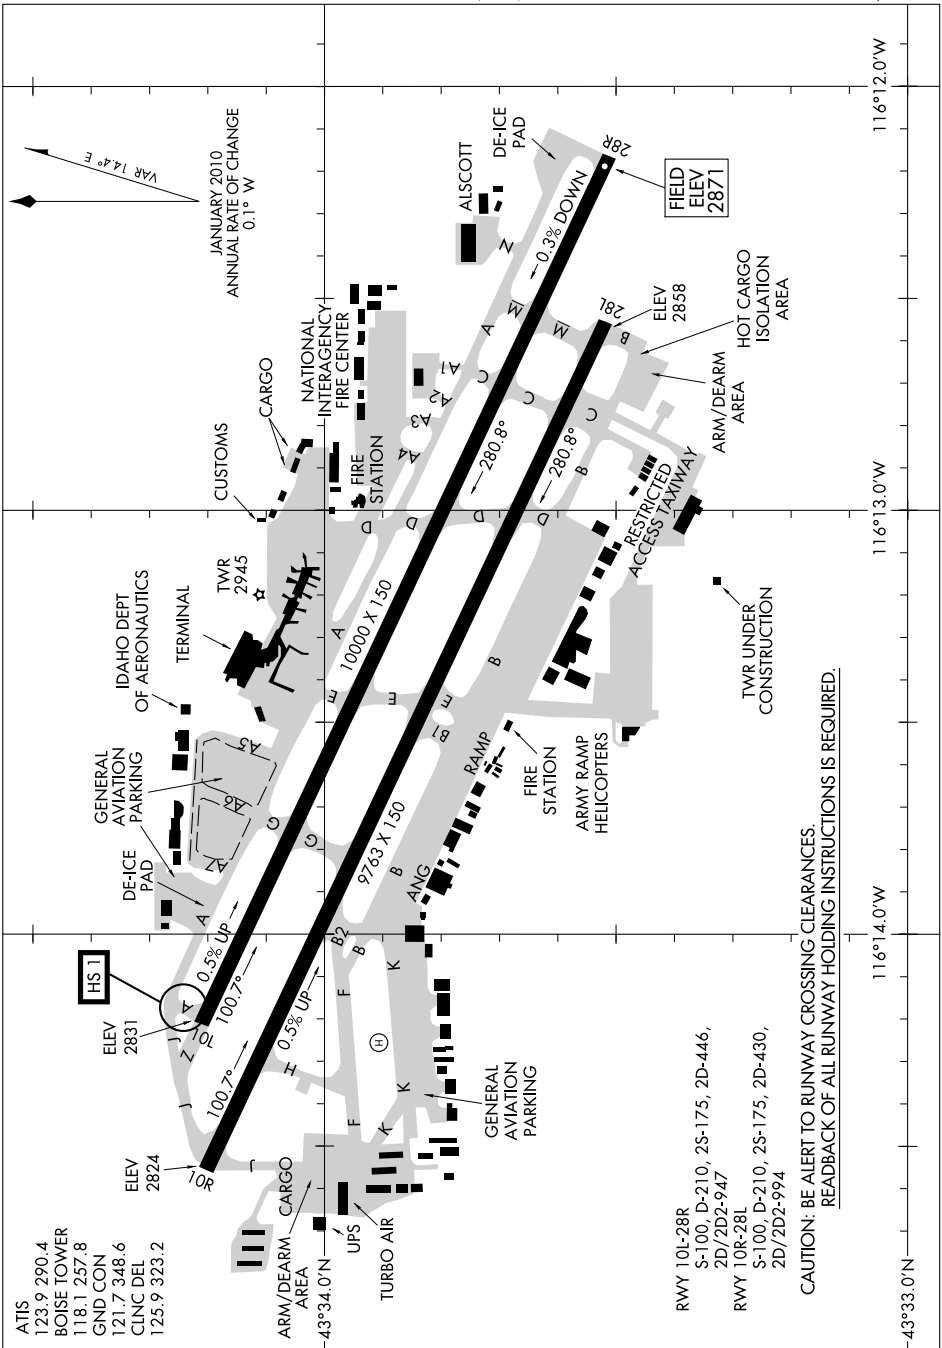 ATIS
123.9 290.4
BOISE TOWER
118.1 257.8
GND CON
121.7 348.6
CLNC DEL
125.9 323.2
VAR 14.4° E
JANUARY 2010
ANNUAL RATE OF CHANGE
0.1° W
116°12.0'W
116°13.0'W
116°14.0'W
43°34.0'N
43°33.0'N
HS 1
ELEV
2831
ELEV
2824
10L
10R
28R
28L
FIELD
ELEV
2871
ELEV
2858
0.5% UP
100.7°
100.7°
0.5% UP
10000 X 150
9763 X 150
280.8°
280.8°
0.3% DOWN
DE-ICE
PAD
GENERAL
AVIATION
PARKING
IDAHO DEPT
OF AERONAUTICS
TERMINAL
TWR
2945
CUSTOMS
CARGO
NATIONAL
INTERAGENCY
FIRE CENTER
FIRE
STATION
ALSCOTT
DE-ICE
PAD
HOT CARGO
ISOLATION
AREA
ARM/DEARM
AREA
RESTRICTED
ACCESS TAXIWAY
TWR UNDER
CONSTRUCTION
ARMY RAMP
HELICOPTERS
FIRE
STATION
ANG
RAMP
GENERAL
AVIATION
PARKING
ARM/DEARM
AREA
CARGO
UPS
TURBO AIR
H
J
J
J
Z
A
A
A
A
A7
A6
A5
A4
A3
A2
A1
N
M
M
C
C
C
D
D
D
D
E
E
E
G
G
H
F
F
K
K
K
B
B
B
B
B
B1
B2
RWY 10L-28R
S-100, D-210, 2S-175, 2D-446,
2D/2D2-947
RWY 10R-28L
S-100, D-210, 2S-175, 2D-430,
2D/2D2-994
CAUTION: BE ALERT TO RUNWAY CROSSING CLEARANCES.
READBACK OF ALL RUNWAY HOLDING INSTRUCTIONS IS REQUIRED.